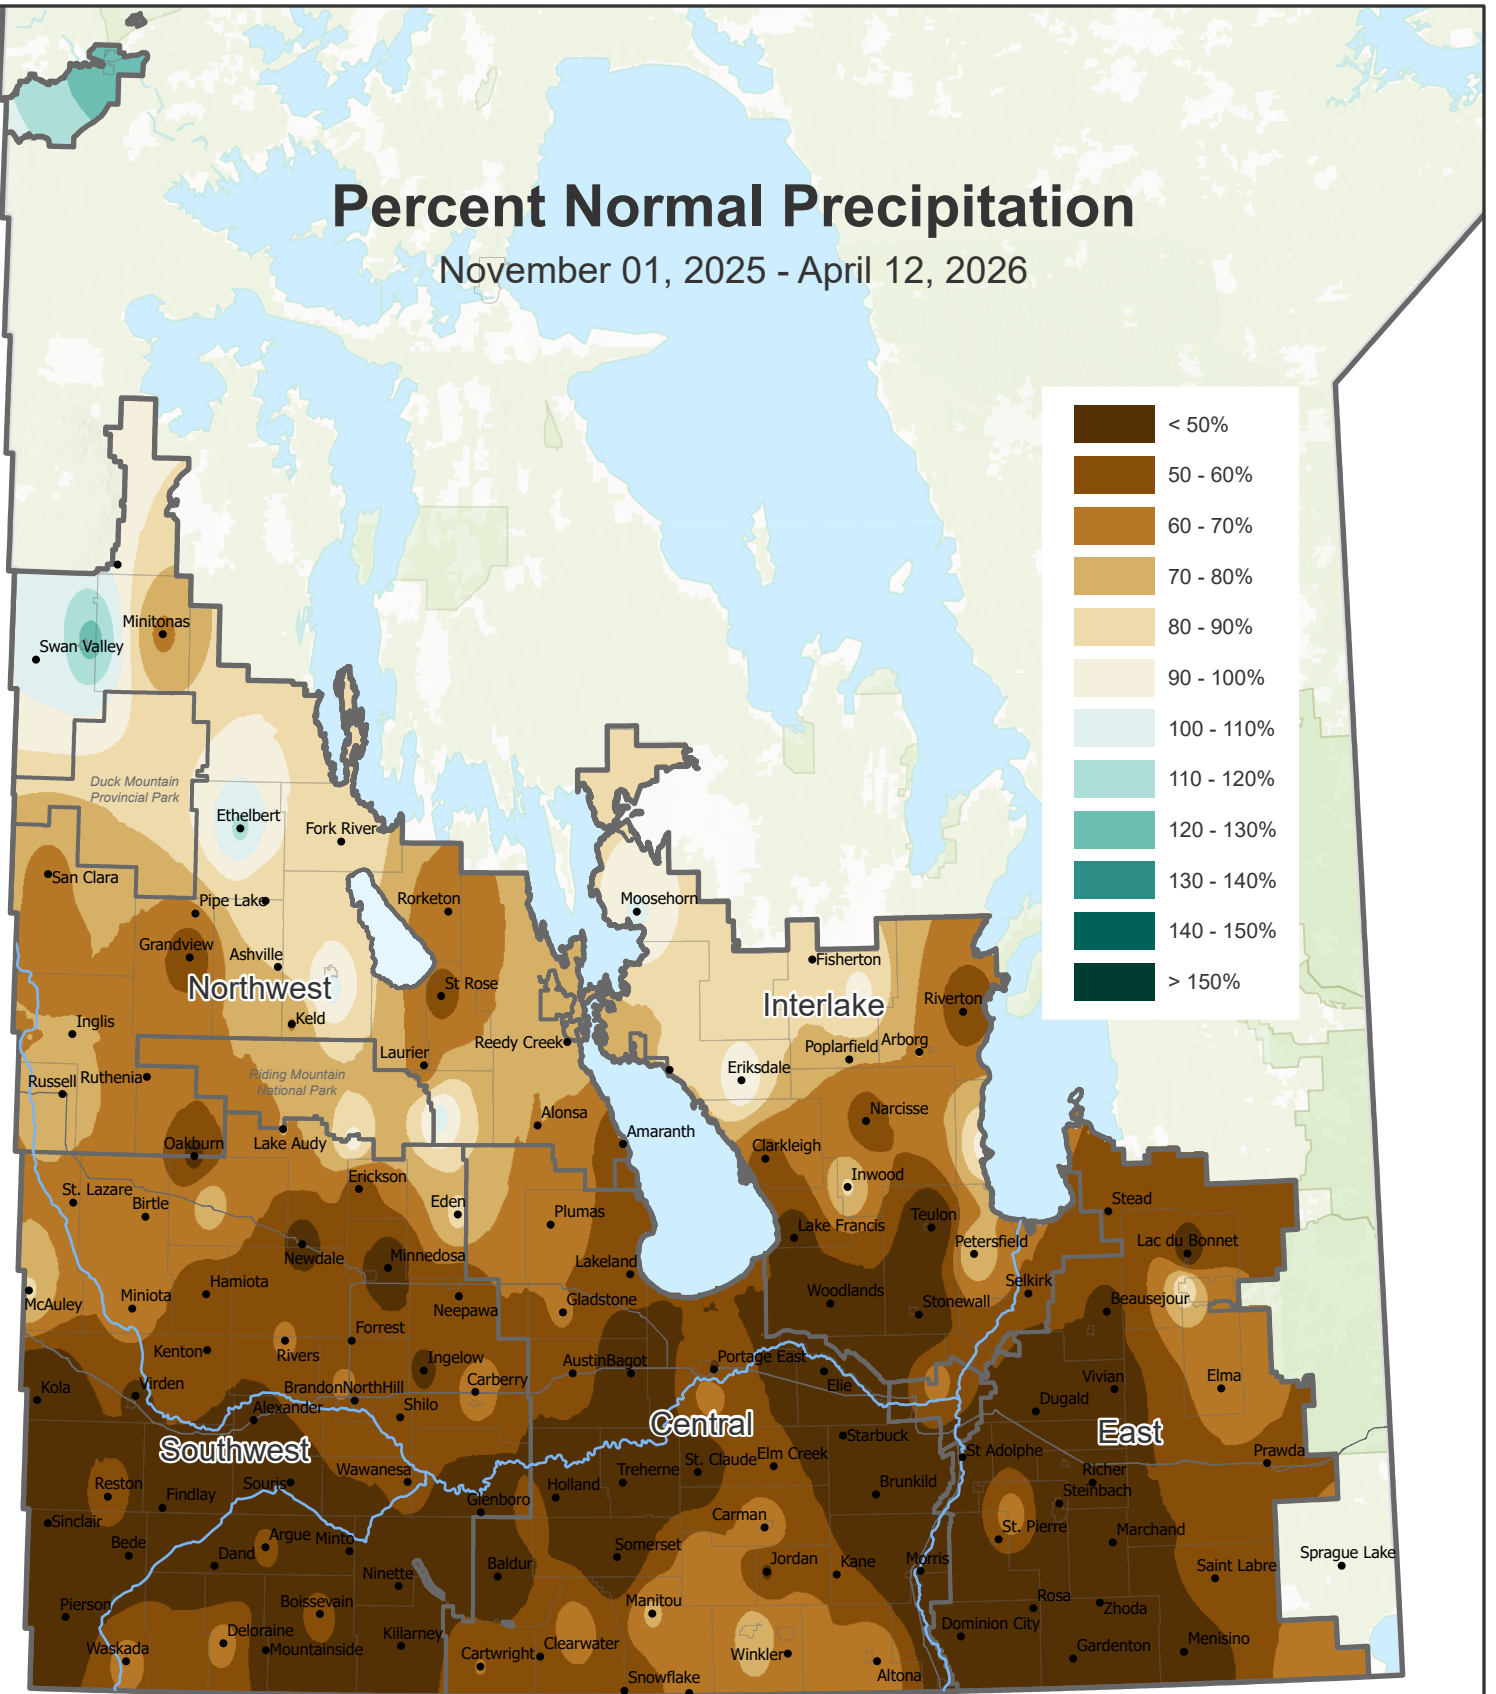 Percent Normal Precipitation
November 01, 2025 - April 12, 2026
< 50%
50 - 60%
60 - 70%
70 - 80%
80 - 90%
90 - 100%
100 - 110%
110 - 120%
120 - 130%
130 - 140%
140 - 150%
> 150%
Minitonas
Swan Valley
Duck Mountain
Provincial Park
Ethelbert
Fork River
San Clara
Pipe Lake
Rorketon
Moosehorn
Grandview
Ashville
Fisherton
Northwest
St Rose
Interlake
Riverton
Inglis
Keld
Reedy Creek
Laurier
Poplarfield
Arborg
Russell
Ruthenia
Riding Mountain
National Park
Eriksdale
Alonsa
Narcisse
Oakburn
Lake Audy
Amaranth
Clarkleigh
Erickson
Inwood
St. Lazare
Birtle
Eden
Plumas
Lake Francis
Teulon
Stead
Petersfield
Lac du Bonnet
Newdale
Minnedosa
Lakeland
Hamiota
Woodlands
Selkirk
McAuley
Miniota
Neepawa
Gladstone
Stonewall
Beausejour
Forrest
Kenton
Rivers
Ingelow
Austin
Bagot
Portage East
Elie
Vivian
Elma
Kola
Virden
BrandonNorthHill
Carberry
Alexander
Shilo
Dugald
Central
East
Southwest
Starbuck
St Adolphe
Prawda
Wawanesa
Treherne
St. Claude
Elm Creek
Reston
Souris
Holland
Brunkild
Richer
Findlay
Glenboro
Steinbach
Sinclair
Carman
St. Pierre
Marchand
Bede
Argue
Minto
Dand
Baldur
Somerset
Jordan
Kane
Morris
Saint Labre
Sprague Lake
Ninette
Pierson
Boissevain
Manitou
Rosa
Zhoda
Deloraine
Killarney
Dominion City
Waskada
Mountainside
Cartwright
Clearwater
Winkler
Gardenton
Menisino
Snowflake
Altona